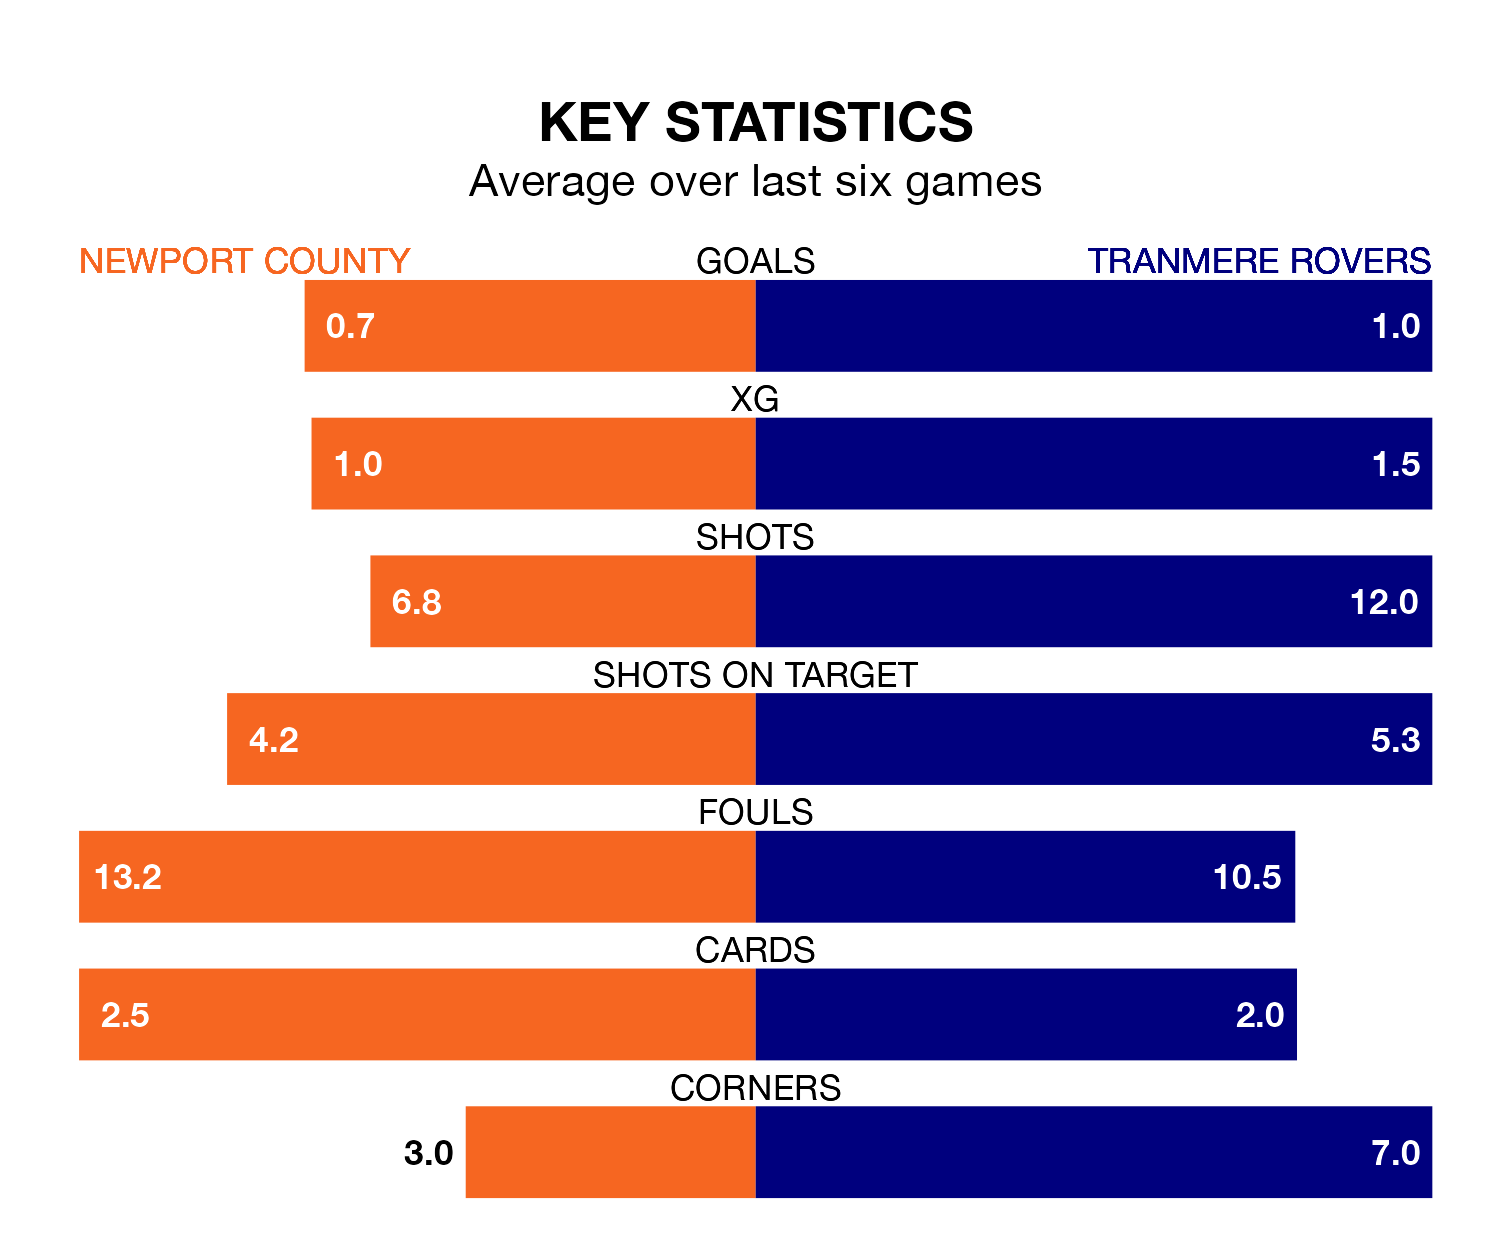 KEY STATISTICS
Average over last six games
NEWPORT COUNTY GOALS TRANMERE ROVERS
0.7 1.0
XG
1.0 1.5
SHOTS
6.8 12.0
SHOTS ON TARGET
4.2 5.3
FOULS
13.2 10.5
CARDS
2.5 2.0
CORNERS
3.0 7.0